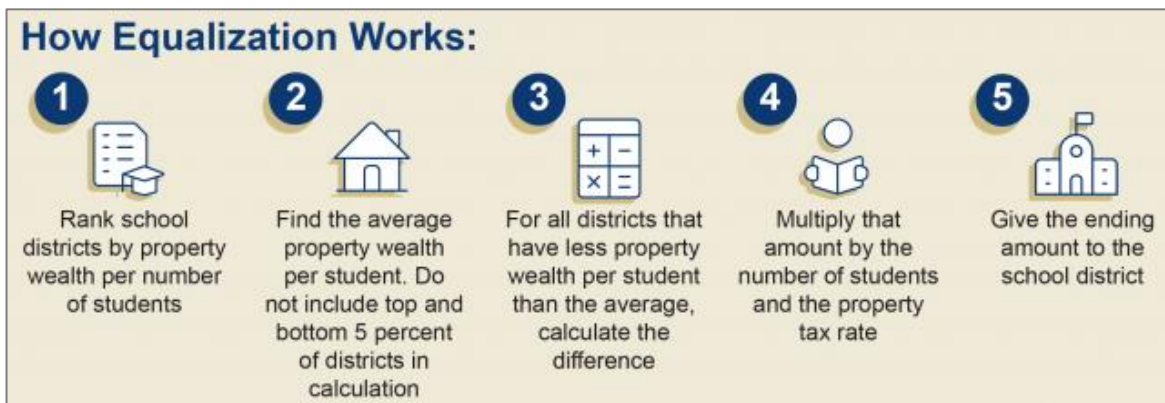 How Equalization Works:
1
Rank school
districts by property
wealth per number
of students
2
Find the average
property wealth
per student. Do
not include top and
bottom 5 percent
of districts in
calculation
3
For all districts that
have less property
wealth per student
than the average,
calculate the
difference
4
Multiply that
amount by the
number of students
and the property
tax rate
5
Give the ending
amount to the
school district